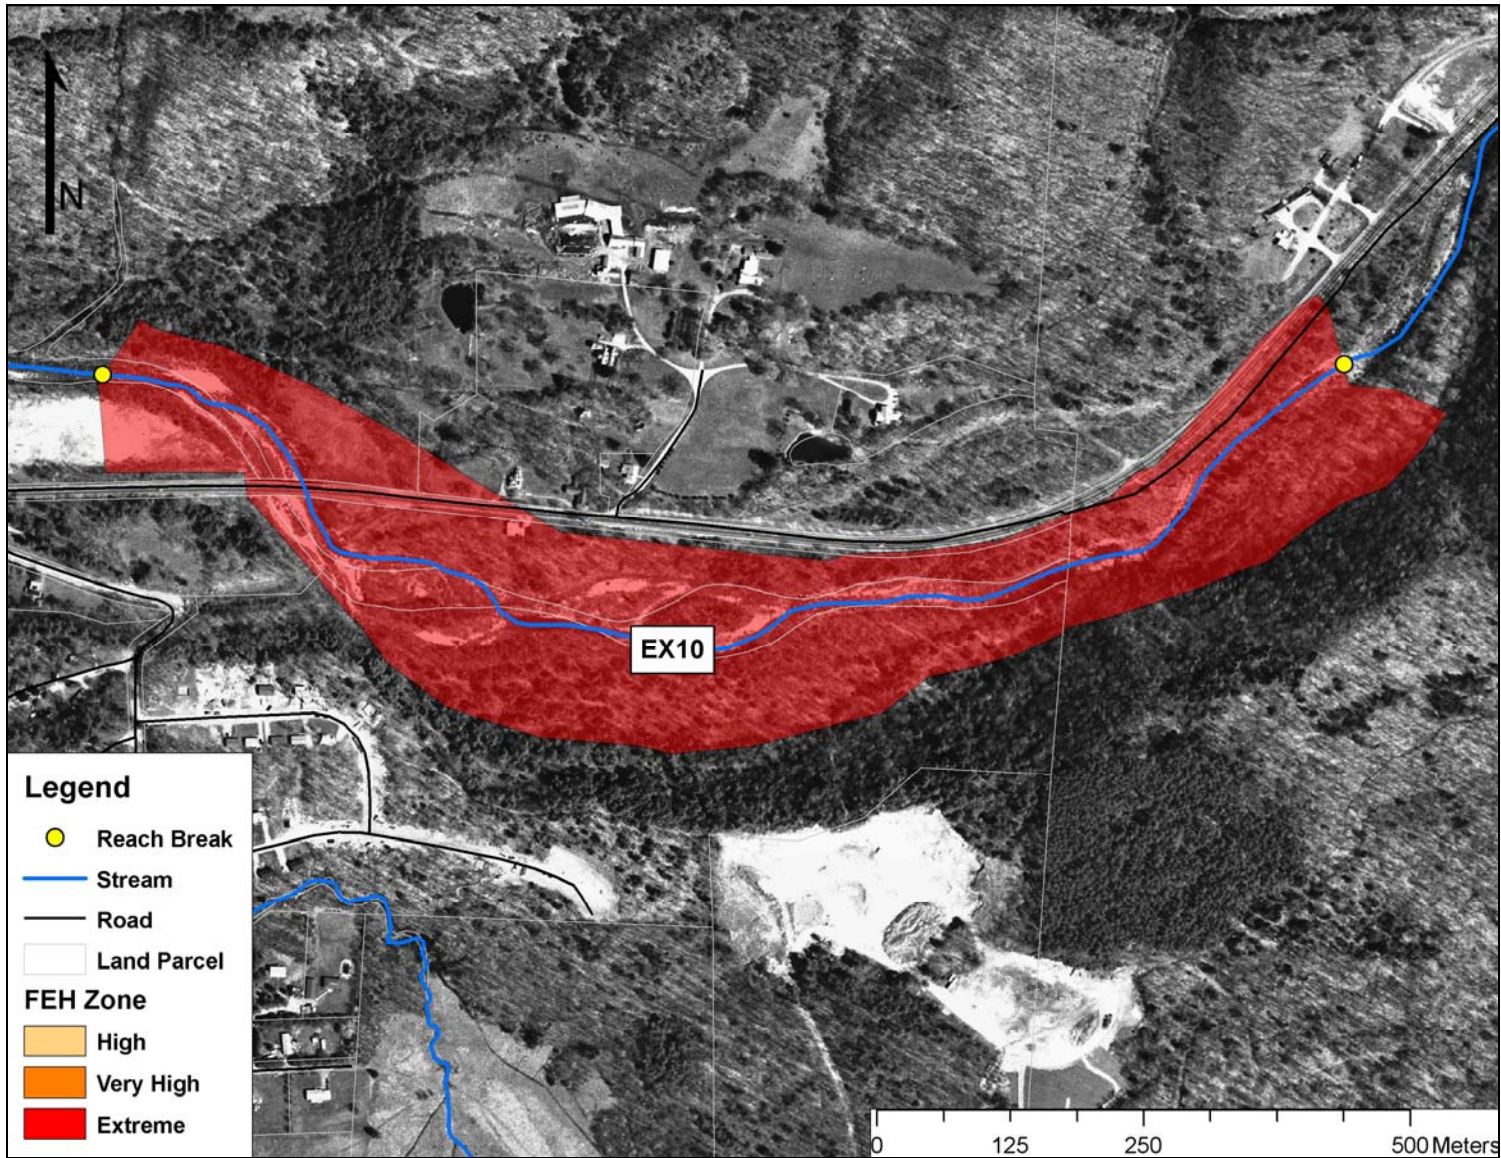 N
EX10
Legend
Reach Break
Stream
Road
Land Parcel
FEH Zone
High
Very High
Extreme
0 125 250 500 Meters